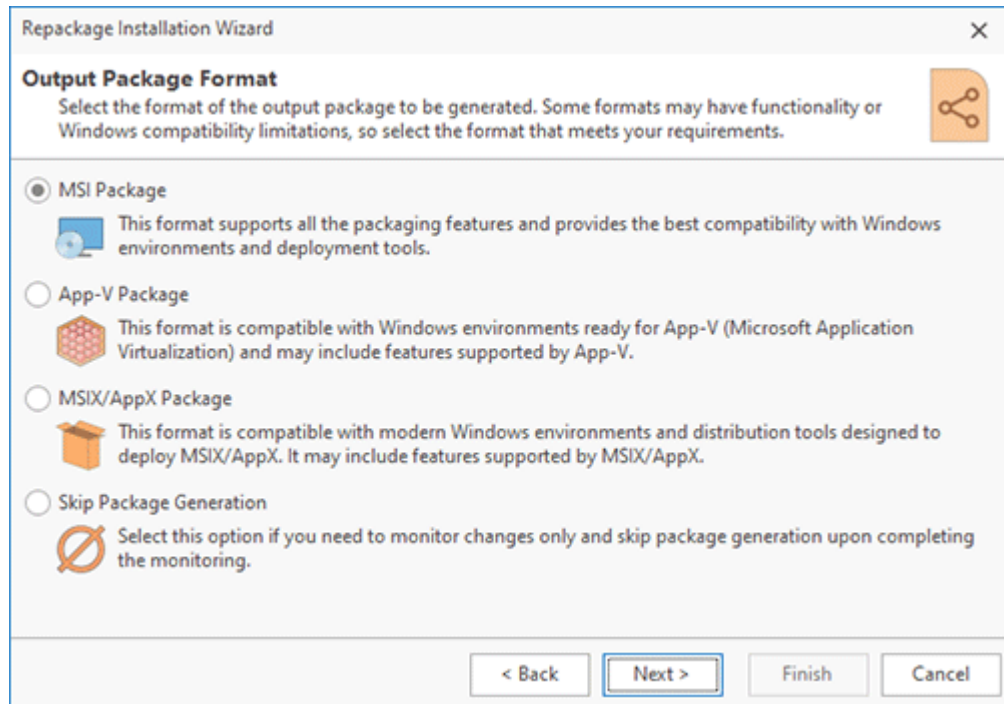 Repackage Installation Wizard
Output Package Format
Select the format of the output package to be generated. Some formats may have functionality or
Windows compatibility limitations, so select the format that meets your requirements.
MSI Package
This format supports all the packaging features and provides the best compatibility with Windows
environments and deployment tools.
App-V Package
This format is compatible with Windows environments ready for App-V (Microsoft Application
Virtualization) and may include features supported by App-V.
MSIX/AppX Package
This format is compatible with modern Windows environments and distribution tools designed to
deploy MSIX/AppX. It may include features supported by MSIX/AppX.
Skip Package Generation
Select this option if you need to monitor changes only and skip package generation upon completing
the monitoring.
< Back Next > Finish Cancel